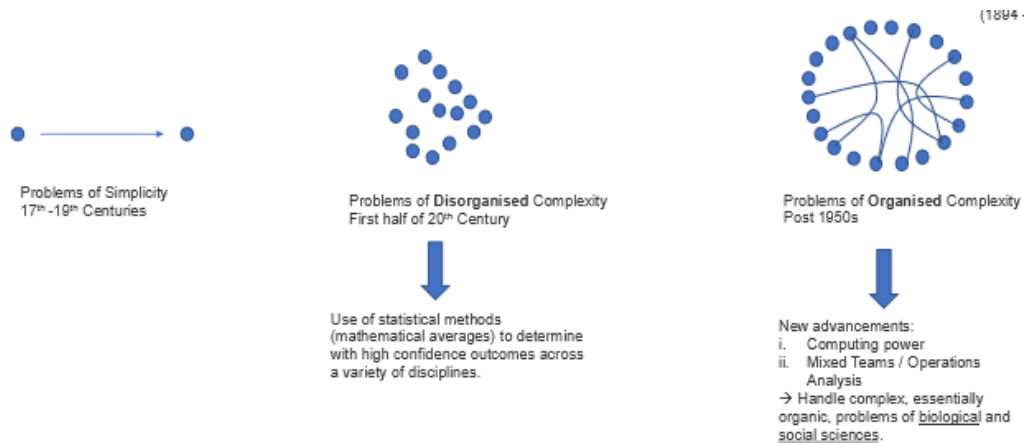 (1894 -
Problems of Simplicity
17th -19th Centuries
Problems of Disorganised Complexity
First half of 20th Century
Use of statistical methods
(mathematical averages) to determine
with high confidence outcomes across
a variety of disciplines.
Problems of Organised Complexity
Post 1950s
New advancements:
i. Computing power
ii. Mixed Teams / Operations
Analysis
→ Handle complex, essentially
organic, problems of biological and
social sciences.